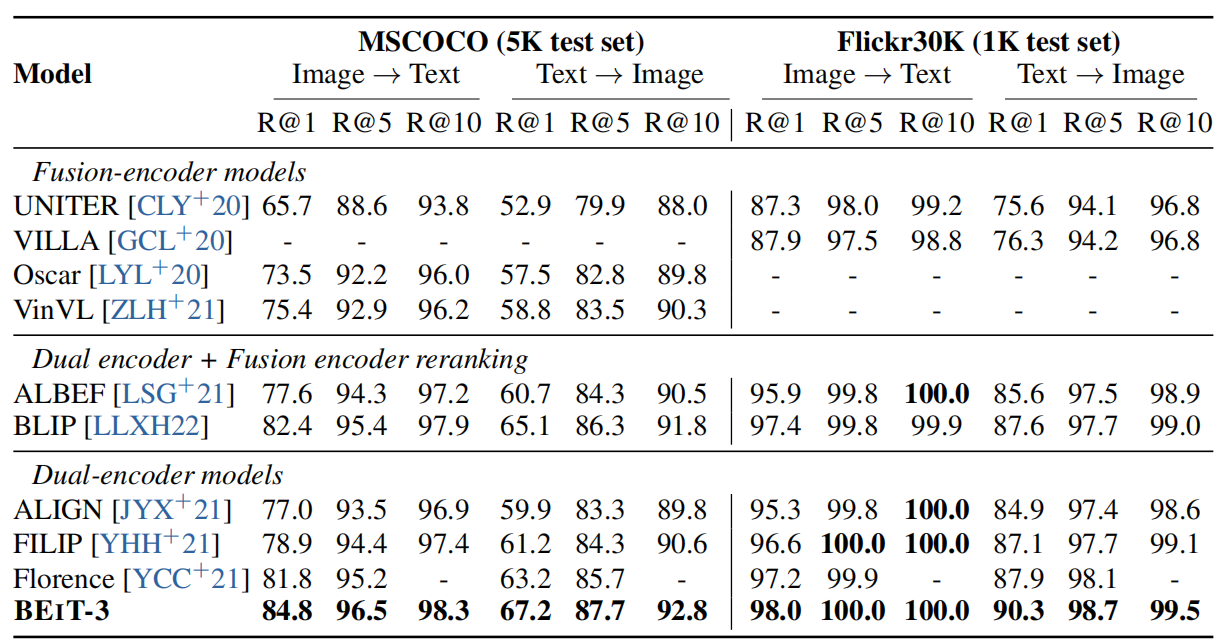 MSCOCO (5K test set) Flickr30K (1K test set)
Model Image → Text Text → Image Image → Text Text → Image
R@1 R@5 R@10 R@1 R@5 R@10 R@1 R@5 R@10 R@1 R@5 R@10
Fusion-encoder models
UNITER [CLY+20] 65.7 88.6 93.8 52.9 79.9 88.0 87.3 98.0 99.2 75.6 94.1 96.8
VILLA [GCL+20] - - - - - - 87.9 97.5 98.8 76.3 94.2 96.8
Oscar [LYL+20] 73.5 92.2 96.0 57.5 82.8 89.8 - - - - - -
VinVL [ZLH+21] 75.4 92.9 96.2 58.8 83.5 90.3 - - - - - -
Dual encoder + Fusion encoder reranking
ALBEF [LSG+21] 77.6 94.3 97.2 60.7 84.3 90.5 95.9 99.8 100.0 85.6 97.5 98.9
BLIP [LLXH22] 82.4 95.4 97.9 65.1 86.3 91.8 97.4 99.8 99.9 87.6 97.7 99.0
Dual-encoder models
ALIGN [JYX+21] 77.0 93.5 96.9 59.9 83.3 89.8 95.3 99.8 100.0 84.9 97.4 98.6
FILIP [YHH+21] 78.9 94.4 97.4 61.2 84.3 90.6 96.6 100.0 100.0 87.1 97.7 99.1
Florence [YCC+21] 81.8 95.2 - 63.2 85.7 - 97.2 99.9 - 87.9 98.1 -
BEIT-3 84.8 96.5 98.3 67.2 87.7 92.8 98.0 100.0 100.0 90.3 98.7 99.5